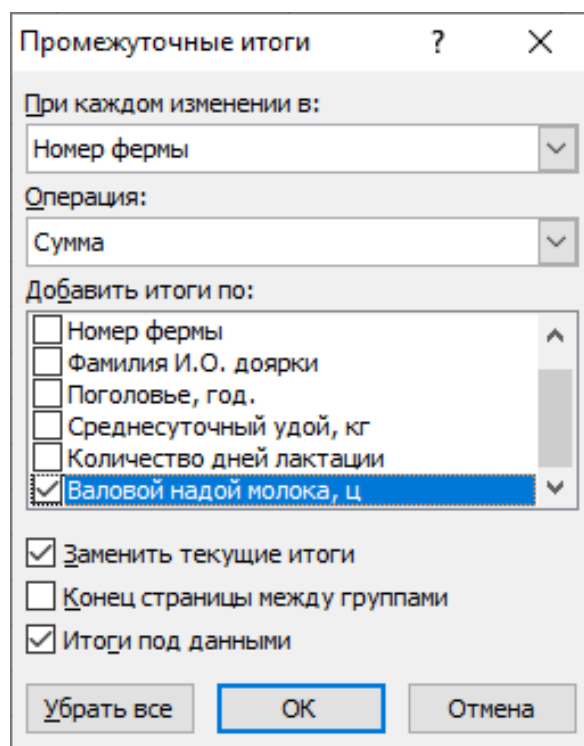 Промежуточные итоги ?
При каждом изменении в:
Номер фермы
Операция:
Сумма
Добавить итоги по:
Номер фермы
Фамилия И.О. доярки
Поголовье, год.
Среднесуточный удой, кг
Количество дней лактации
Валовой надой молока, ц
Заменить текущие итоги
Конец страницы между группами
Итоги под данными
Убрать все ОК Отмена